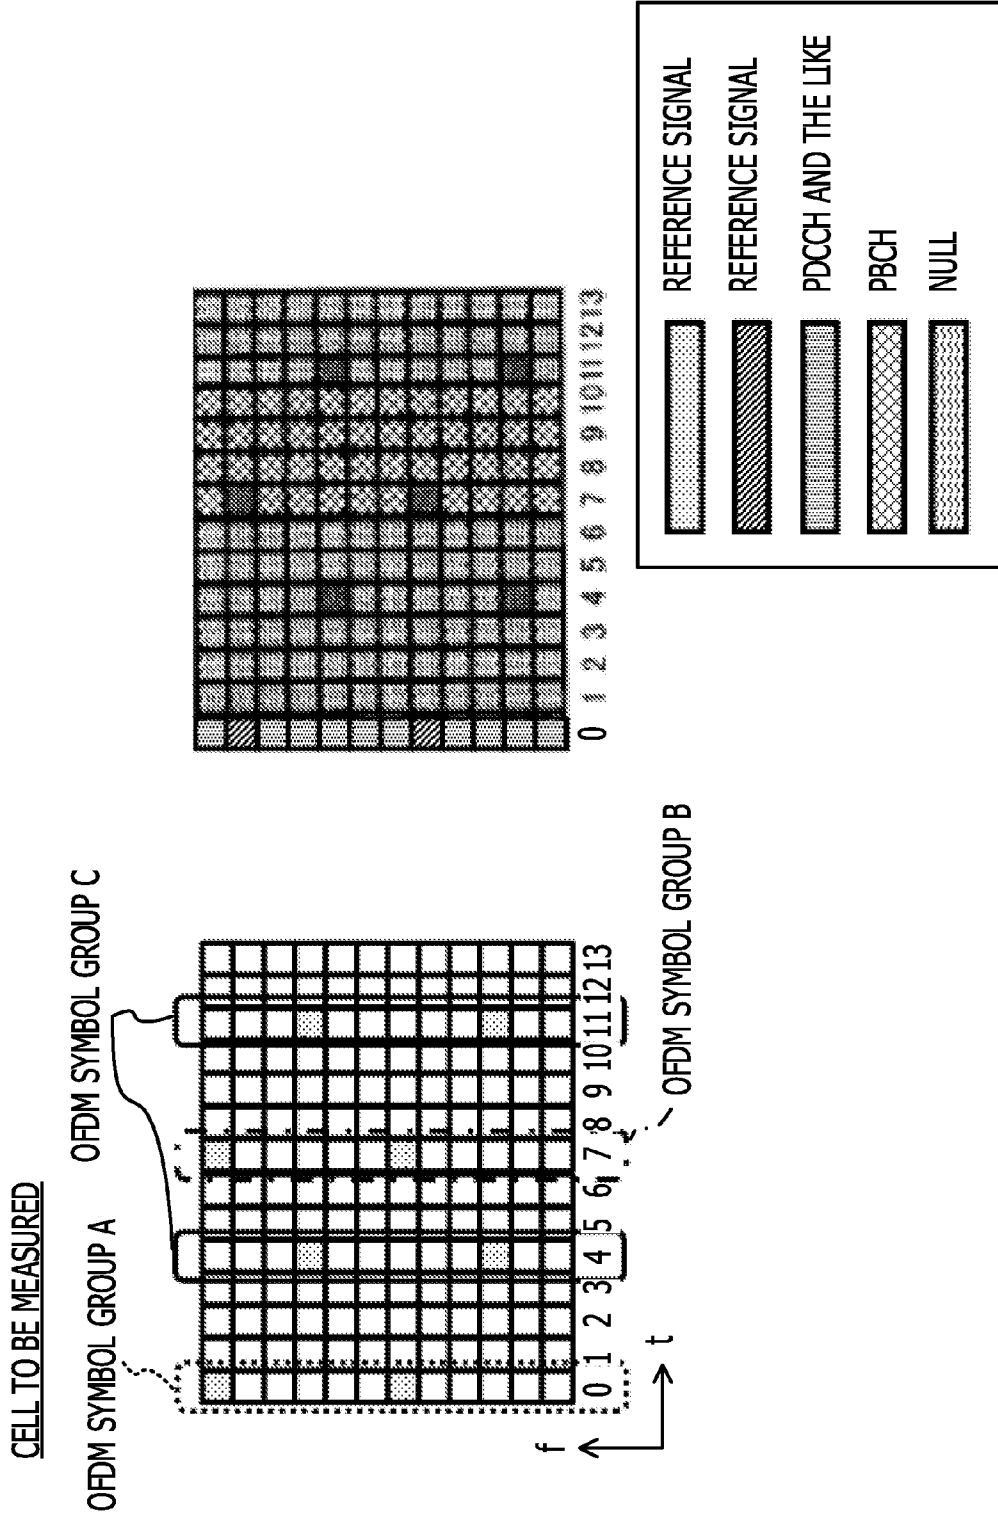 CELL TO BE MEASURED
OFDM SYMBOL GROUP A
OFDM SYMBOL GROUP C
f
0 1 2 3 4 5 6 7 8 9 10 11 12 13
t
OFDM SYMBOL GROUP B
0 1 2 3 4 5 6 7 8 9 10 11 12 13
REFERENCE SIGNAL
REFERENCE SIGNAL
PDCCH AND THE LIKE
PBCH
NULL